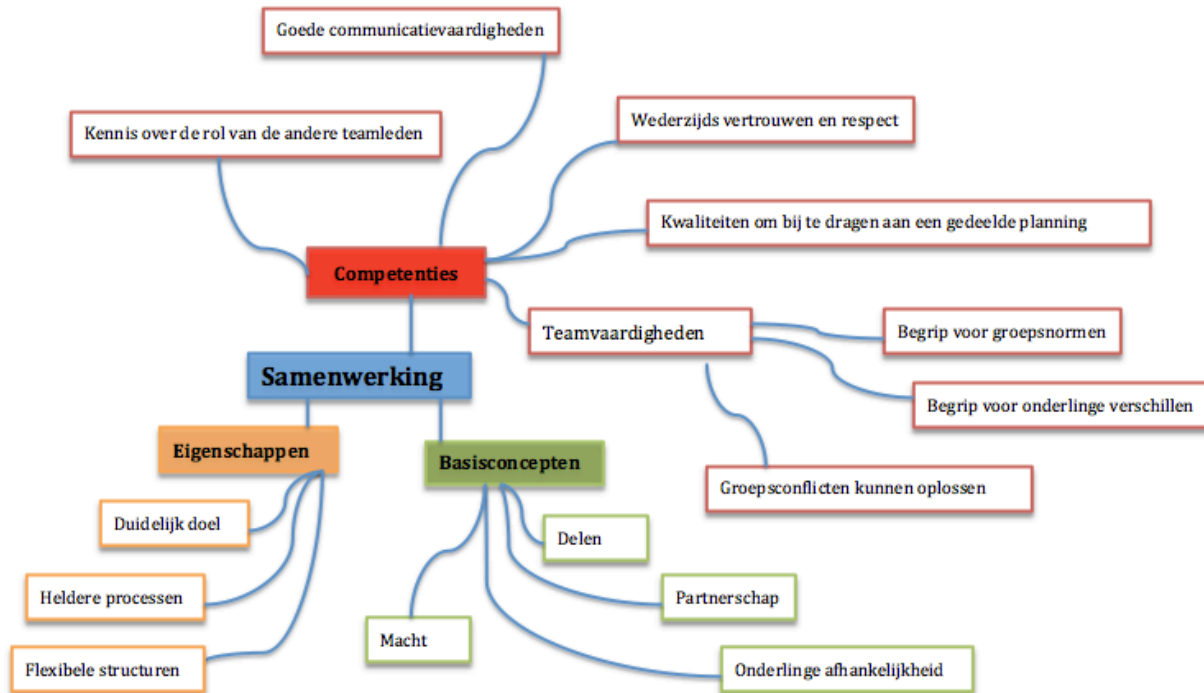 Goede communicatievaardigheden
Kennis over de rol van de andere teamleden
Wederzijds vertrouwen en respect
Kwaliteiten om bij te dragen aan een gedeelde planning
Competenties
Teamvaardigheden
Begrip voor groepsnormen
Begrip voor onderlinge verschillen
Groepsconflicten kunnen oplossen
Samenwerking
Eigenschappen
Duidelijk doel
Heldere processen
Flexibele structuren
Basisconcepten
Delen
Partnerschap
Macht
Onderlinge afhankelijkheid